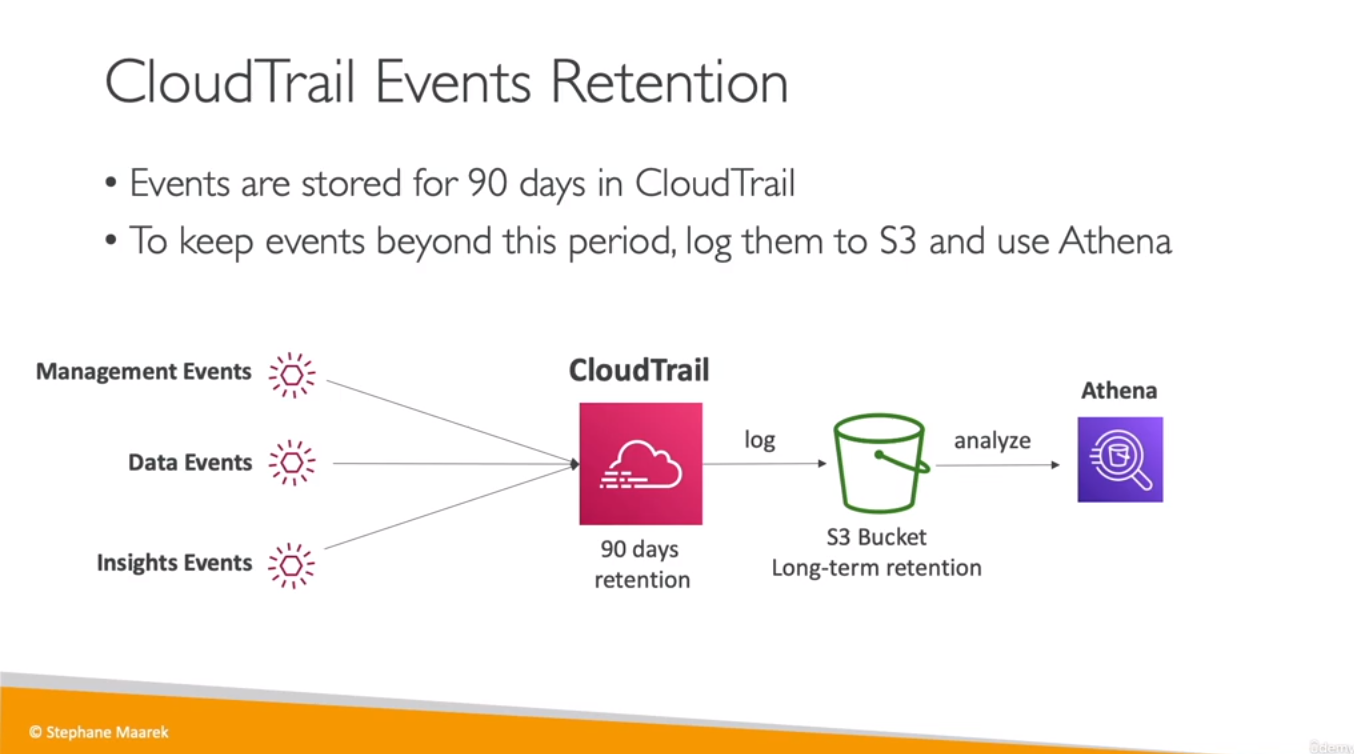 CloudTrail Events Retention
• Events are stored for 90 days in CloudTrail
• To keep events beyond this period, log them to S3 and use Athena
Management Events
Data Events
Insights Events
CloudTrail
90 days
retention
log
S3 Bucket
Long-term retention
analyze
Athena
© Stephane Maarek